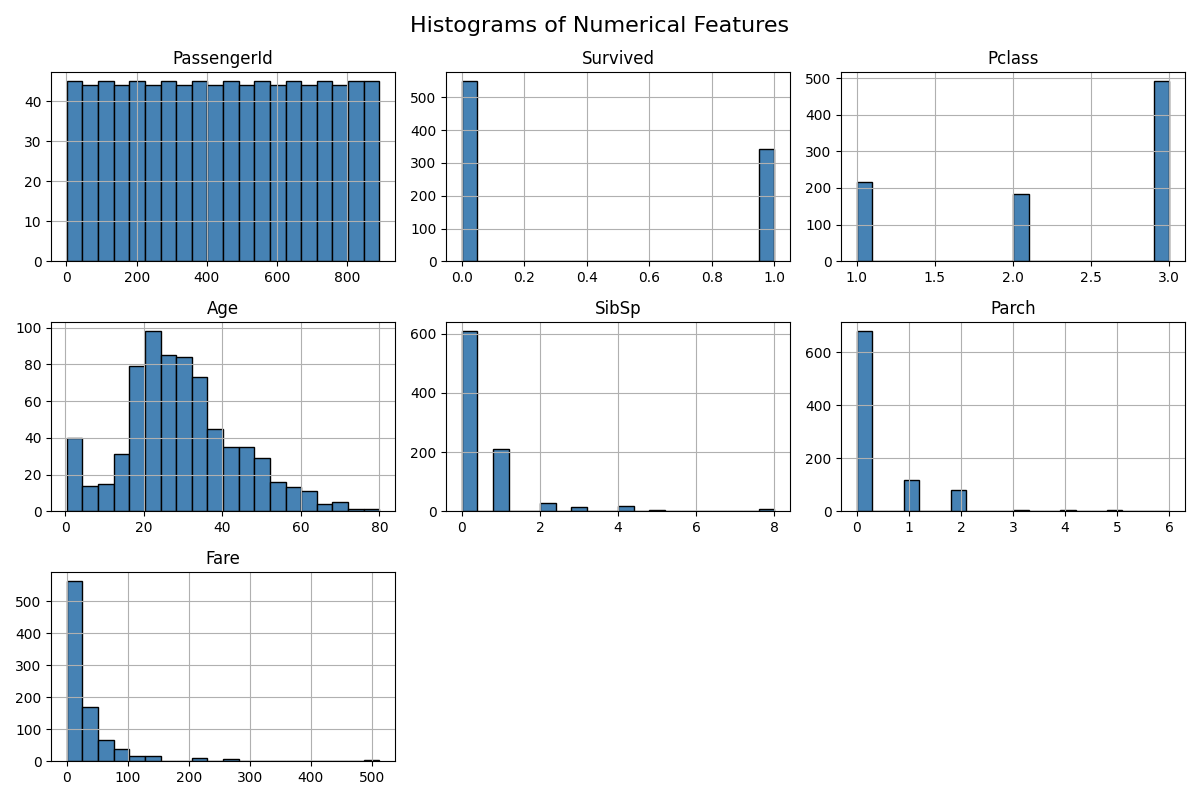 Histograms of Numerical Features
PassengerId
40
30
20
10
0
0 200 400 600 800
Survived
500
400
300
200
100
0
0.0 0.2 0.4 0.6 0.8 1.0
Pclass
500
400
300
200
100
0
1.0 1.5 2.0 2.5 3.0
Age
100
80
60
40
20
0
0 20 40 60 80
SibSp
600
400
200
0
0 2 4 6 8
Parch
600
400
200
0
0 1 2 3 4 5 6
Fare
500
400
300
200
100
0
0 100 200 300 400 500